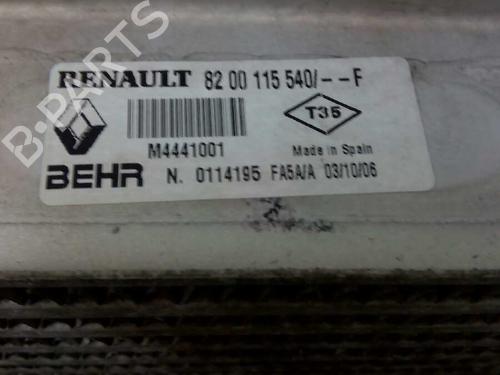 B-PARTS
RENAULT 82 00 115 540/--F
T35
M4441001
Made in Spain
BEHR N. 0114195 FA5A/A 03/10/06